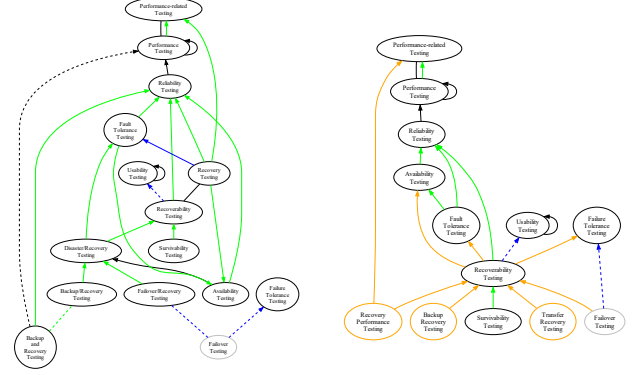 Performance-related
Testing
Performance
Testing
Reliability
Testing
Fault
Tolerance
Testing
Usability
Testing
Recovery
Testing
Recoverability
Testing
Disaster/Recovery
Testing
Survivability
Testing
Backup/Recovery
Testing
Failover/Recovery
Testing
Availability
Testing
Failure
Tolerance
Testing
Backup
and
Recovery
Testing
Failover
Testing
Performance-related
Testing
Performance
Testing
Reliability
Testing
Availability
Testing
Fault
Tolerance
Testing
Usability
Testing
Failure
Tolerance
Testing
Recoverability
Testing
Recovery
Performance
Testing
Backup
Recovery
Testing
Survivability
Testing
Transfer
Recovery
Testing
Failover
Testing